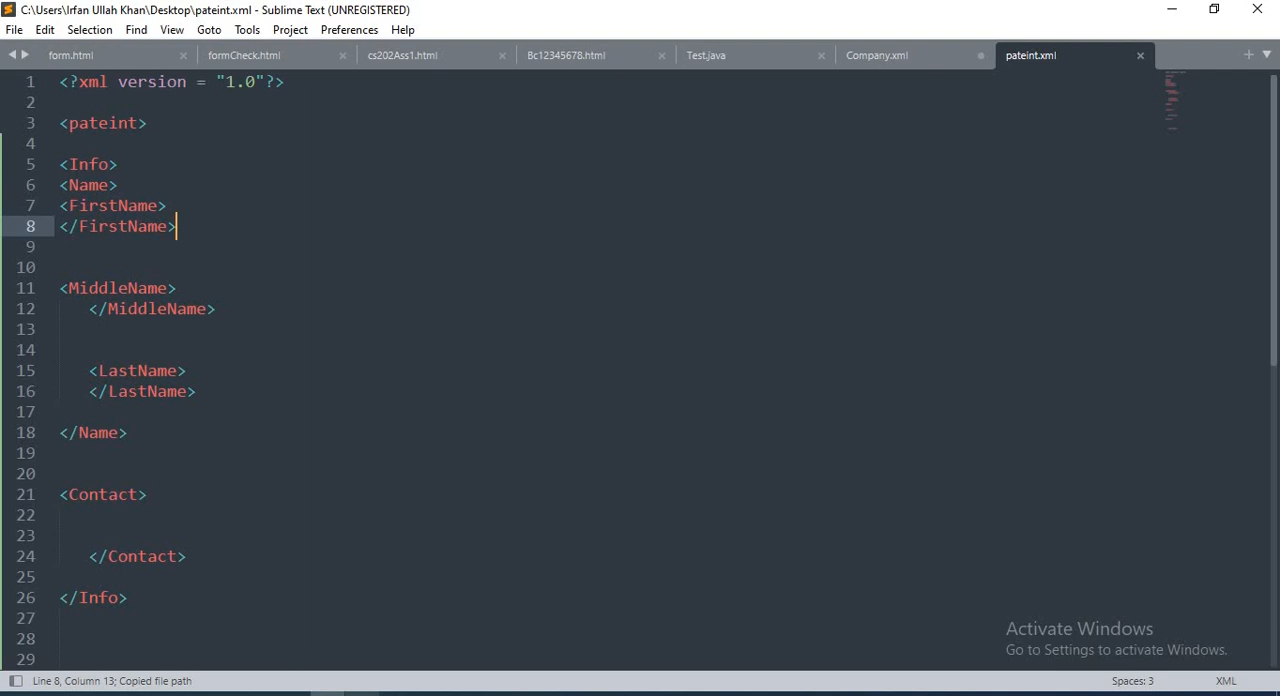 C:\Users\Irfan Ullah Khan\Desktop\pateint.xml - Sublime Text (UNREGISTERED)
File Edit Selection Find View Goto Tools Project Preferences Help
form.html formCheck.html cs202Ass1.html Bc12345678.html Test.java Company.xml pateint.xml
1 <?xml version = "1.0"?>
2
3 <pateint>
4
5 <Info>
6 <Name>
7 <FirstName>
8 </FirstName>
9
10
11 <MiddleName>
12 </MiddleName>
13
14
15 <LastName>
16 </LastName>
17
18 </Name>
19
20
21 <Contact>
22
23
24 </Contact>
25
26 </Info>
27
28
29
Activate Windows
Go to Settings to activate Windows.
Line 8, Column 13; Copied file path Spaces: 3 XML